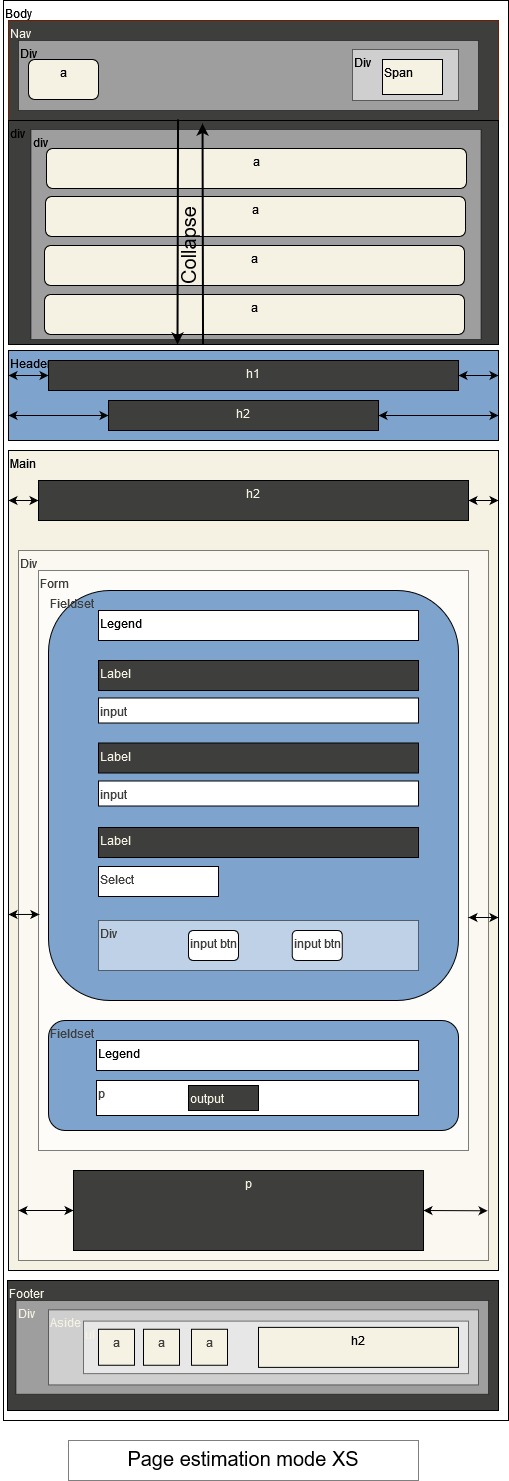 Body
Nav
Div
a
Div
Span
div
div
a
a
a
a
Collapse
Header
h1
h2
Main
h2
Div
Form
Fieldset
Legend
Label
input
Label
input
Label
Select
Div
input btn
input btn
Fieldset
Legend
p
output
p
Footer
Div
Aside
a
a
a
h2
Page estimation mode XS